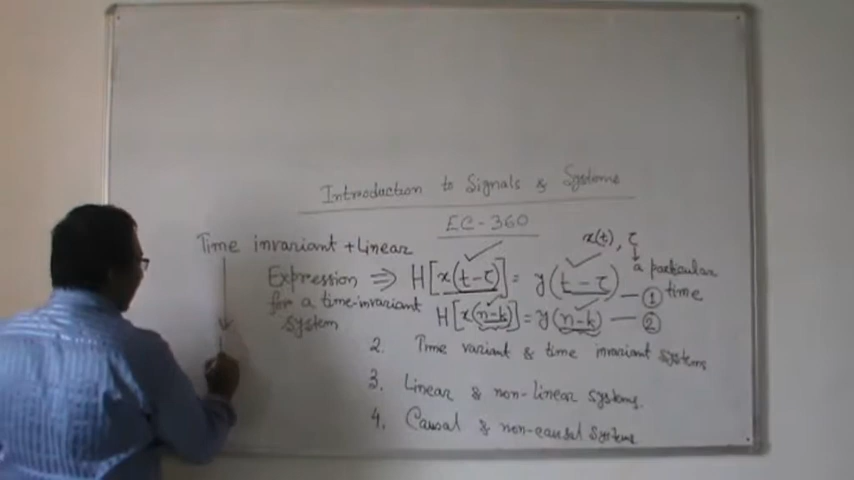 Introduction to Signals & Systems
EC-360
Time invariant + Linear
x(t), τ
a particular time
Expression ⇒ H[x(t-τ)] = y(t-τ) — 1
for a time-invariant system
H[x(n-k)] = y(n-k) — 2
2. Time variant & time invariant systems
3. Linear & non-linear systems.
4. Causal & non-causal systems